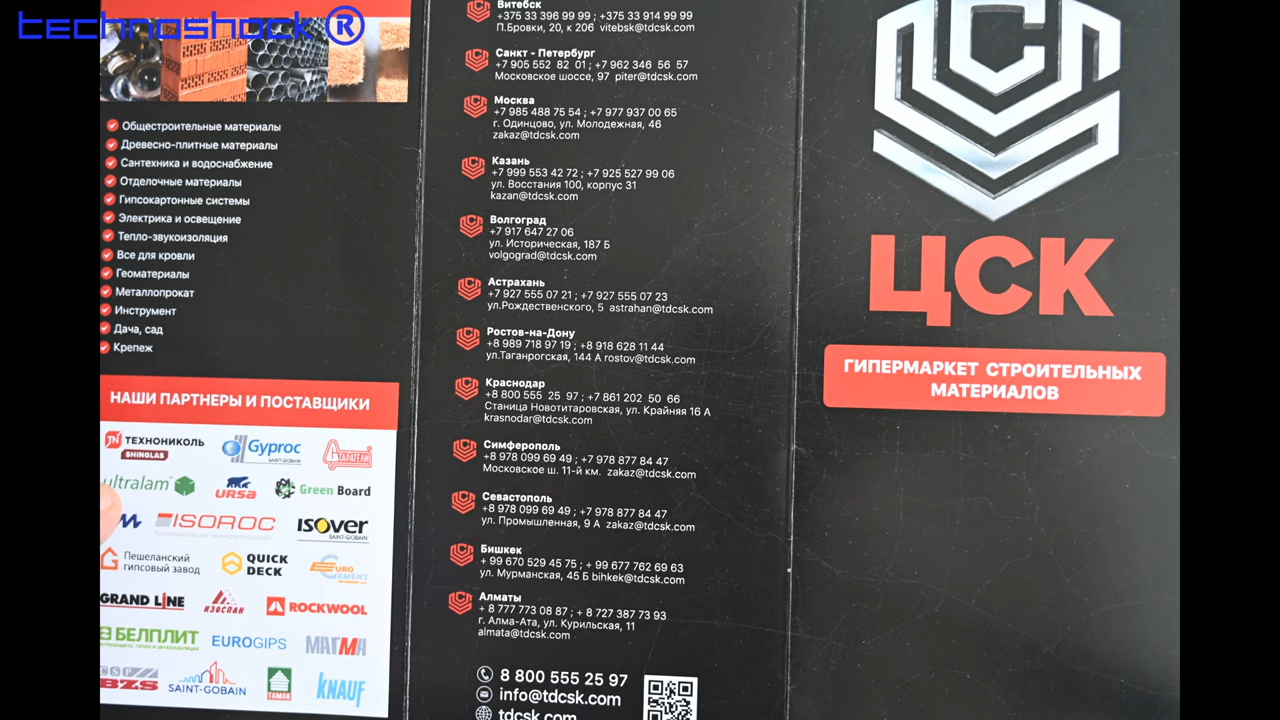 technoshock ®
Общестроительные материалы
Древесно-плитные материалы
Сантехника и водоснабжение
Отделочные материалы
Гипсокартонные системы
Электрика и освещение
Тепло-звукоизоляция
Все для кровли
Геоматериалы
Металлопрокат
Инструмент
Дача, сад
Крепеж
НАШИ ПАРТНЕРЫ И ПОСТАВЩИКИ
ТЕХНОНИКОЛЬ
SHINGLAS
Gyproc
SAINT-GOBAIN
ultralam
URSA
Green Board
ISOROC
ISOVER
SAINT-GOBAIN
Пешеланский
гипсовый завод
QUICK
DECK
EURO
CEMENT
GRAND LINE
ИЗОСПАН
ROCKWOOL
БЕЛПЛИТ
EUROGIPS
МАГМА
CSP
BZS
SAINT-GOBAIN
ТАМАК
KNAUF
Витебск
+375 33 396 99 99 ; +375 33 914 99 99
П.Бровки, 20, к 206 vitebsk@tdcsk.com
Санкт - Петербург
+7 905 552 82 01 ; +7 962 346 56 57
Московское шоссе, 97 piter@tdcsk.com
Москва
+7 985 488 75 54 ; +7 977 937 00 65
г. Одинцово, ул. Молодежная, 46
zakaz@tdcsk.com
Казань
+7 999 553 42 72 ; +7 925 527 99 06
ул. Восстания 100, корпус 31
kazan@tdcsk.com
Волгоград
+7 917 647 27 06
ул. Историческая, 187 Б
volgograd@tdcsk.com
Астрахань
+7 927 555 07 21 ; +7 927 555 07 23
ул.Рождественского, 5 astrahan@tdcsk.com
Ростов-на-Дону
+8 989 718 97 19 ; +8 918 628 11 44
ул.Таганрогская, 144 А rostov@tdcsk.com
Краснодар
+8 800 555 25 97 ; +7 861 202 50 66
Станица Новотитаровская, ул. Крайняя 16 А
krasnodar@tdcsk.com
Симферополь
+8 978 099 69 49 ; +7 978 877 84 47
Московское ш. 11-й км. zakaz@tdcsk.com
Севастополь
+8 978 099 69 49 ; +7 978 877 84 47
ул. Промышленная, 9 А zakaz@tdcsk.com
Бишкек
+ 99 670 529 45 75 ; + 99 677 762 69 63
ул. Мурманская, 45 Б bihkek@tdcsk.com
Алматы
+ 8 777 773 08 87 ; + 8 727 387 73 93
г. Алма-Ата, ул. Курильская, 11
almata@tdcsk.com
8 800 555 25 97
info@tdcsk.com
tdcsk.com
ЦСК
ГИПЕРМАРКЕТ СТРОИТЕЛЬНЫХ
МАТЕРИАЛОВ